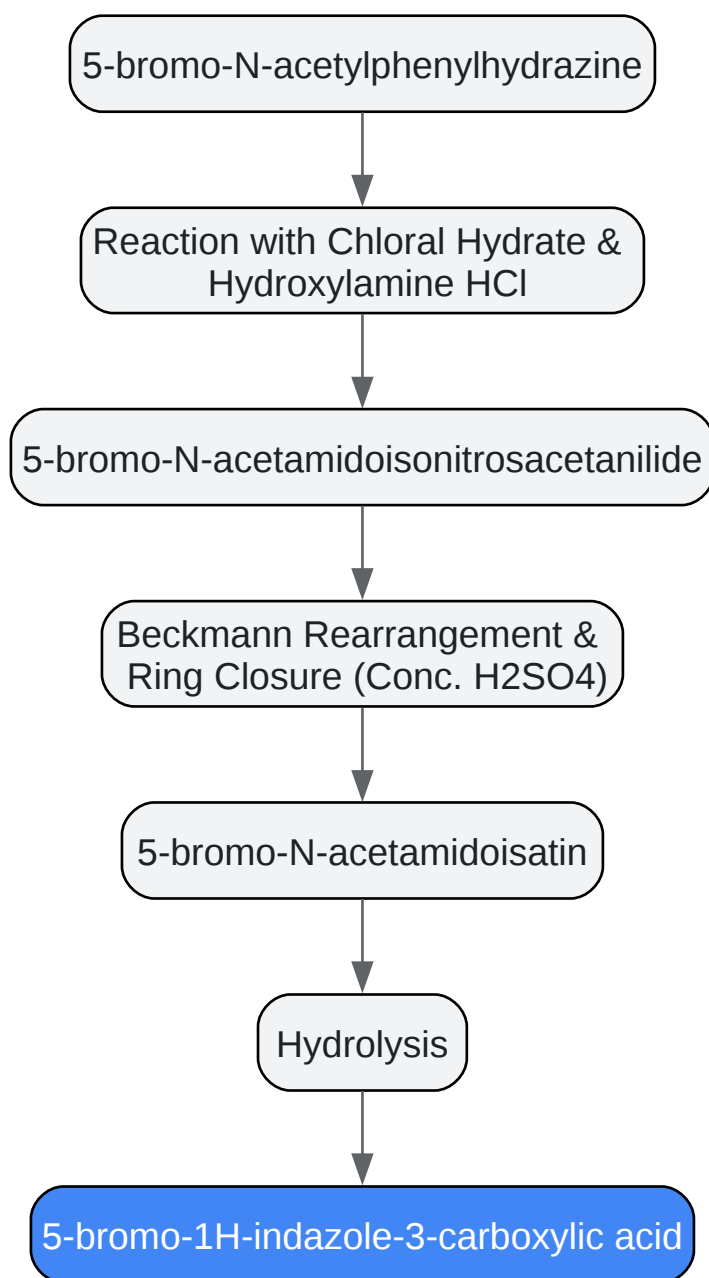 5-bromo-N-acetylphenylhydrazine
Reaction with Chloral Hydrate &
Hydroxylamine HCl
5-bromo-N-acetamidoisonitrosacetanilide
Beckmann Rearrangement &
Ring Closure (Conc. H2SO4)
5-bromo-N-acetamidoisatin
Hydrolysis
5-bromo-1H-indazole-3-carboxylic acid